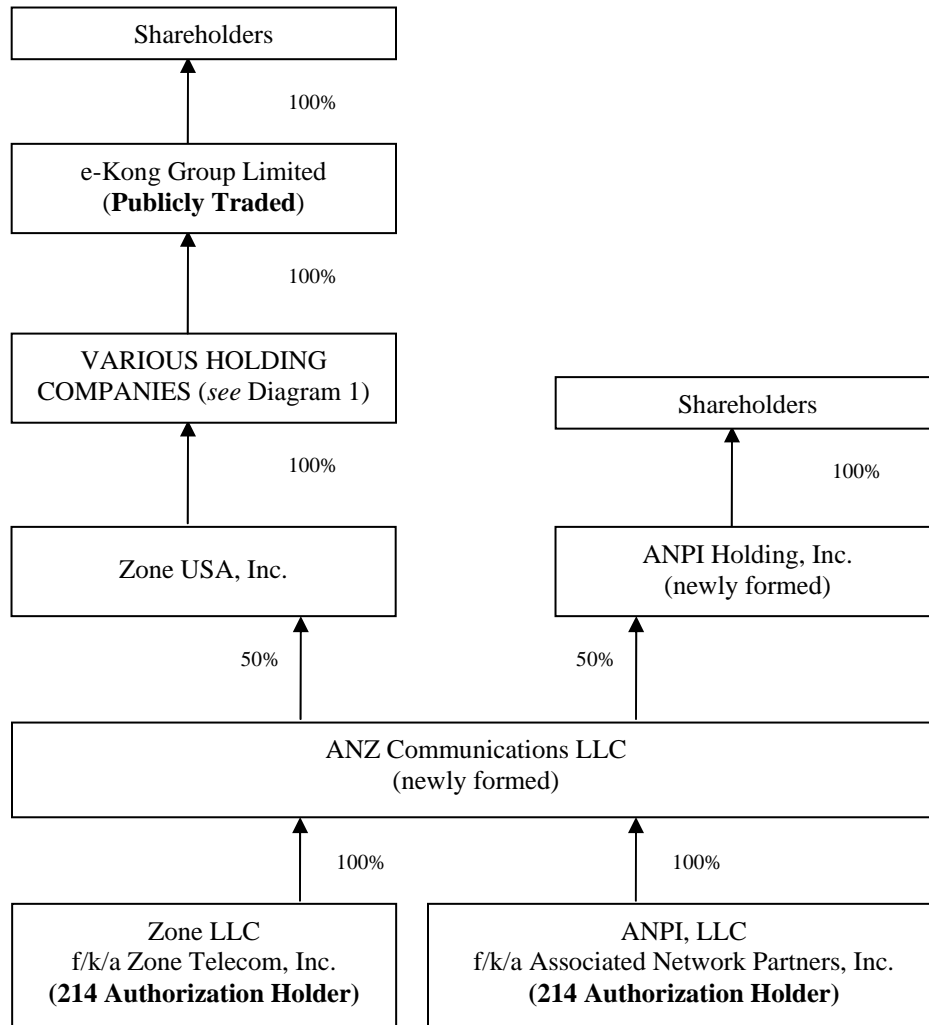 Shareholders
100%
e-Kong Group Limited
(Publicly Traded)
100%
VARIOUS HOLDING
COMPANIES (see Diagram 1)
Shareholders
100%
100%
Zone USA, Inc.
ANPI Holding, Inc.
(newly formed)
50%
50%
ANZ Communications LLC
(newly formed)
100%
100%
Zone LLC
f/k/a Zone Telecom, Inc.
(214 Authorization Holder)
ANPI, LLC
f/k/a Associated Network Partners, Inc.
(214 Authorization Holder)